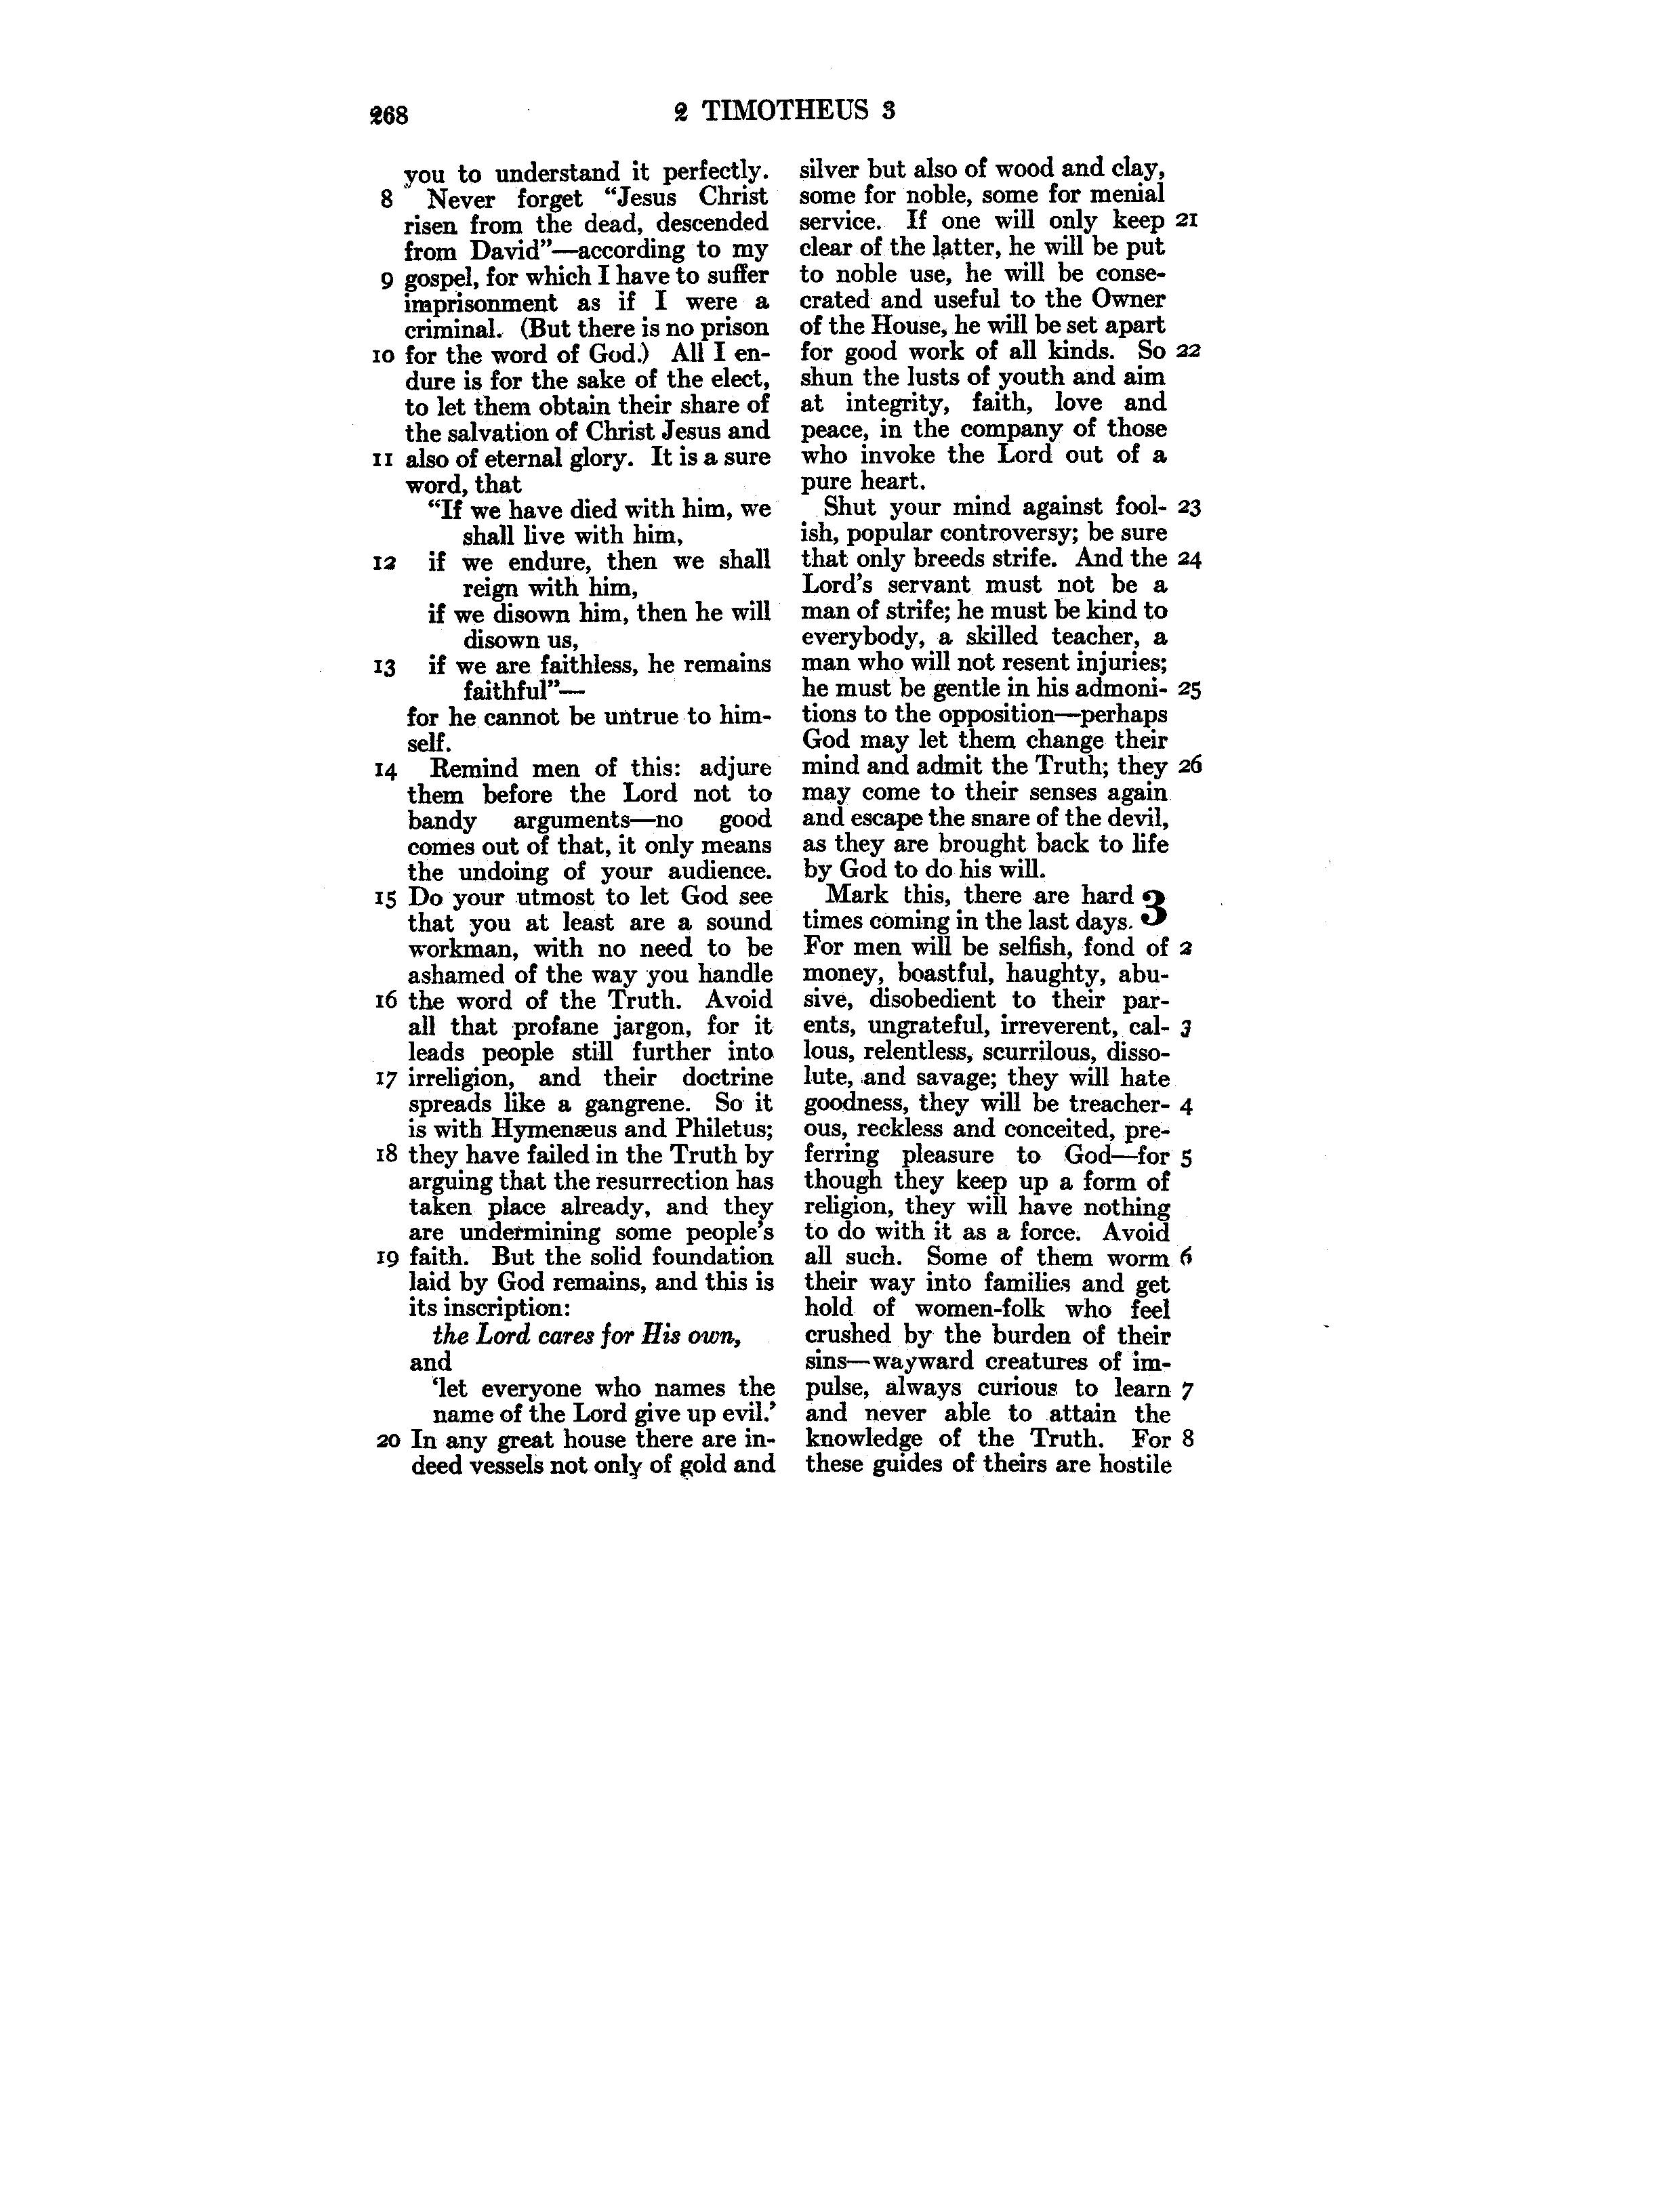 268
2 TIMOTHEUS 3
you to understand it perfectly.
8 Never forget “Jesus Christ
risen from the dead, descended
from David”—according to my
9 gospel, for which I have to suffer
imprisonment as if I were a
criminal. (But there is no prison
10 for the word of God.) All I en-
dure is for the sake of the elect,
to let them obtain their share of
the salvation of Christ Jesus and
11 also of eternal glory. It is a sure
word, that
“If we have died with him, we
shall live with him,
12 if we endure, then we shall
reign with him,
if we disown him, then he will
disown us,
13 if we are faithless, he remains
faithful”—
for he cannot be untrue to him-
self.
14 Remind men of this: adjure
them before the Lord not to
bandy arguments—no good
comes out of that, it only means
the undoing of your audience.
15 Do your utmost to let God see
that you at least are a sound
workman, with no need to be
ashamed of the way you handle
16 the word of the Truth. Avoid
all that profane jargon, for it
leads people still further into
17 irreligion, and their doctrine
spreads like a gangrene. So it
is with Hymenæus and Philetus;
18 they have failed in the Truth by
arguing that the resurrection has
taken place already, and they
are undermining some people’s
19 faith. But the solid foundation
laid by God remains, and this is
its inscription:
the Lord cares for His own,
and
‘let everyone who names the
name of the Lord give up evil.’
20 In any great house there are in-
deed vessels not only of gold and
silver but also of wood and clay,
some for noble, some for menial
service. If one will only keep 21
clear of the latter, he will be put
to noble use, he will be conse-
crated and useful to the Owner
of the House, he will be set apart
for good work of all kinds. So 22
shun the lusts of youth and aim
at integrity, faith, love and
peace, in the company of those
who invoke the Lord out of a
pure heart.
Shut your mind against fool- 23
ish, popular controversy; be sure
that only breeds strife. And the 24
Lord’s servant must not be a
man of strife; he must be kind to
everybody, a skilled teacher, a
man who will not resent injuries;
he must be gentle in his admoni- 25
tions to the opposition—perhaps
God may let them change their
mind and admit the Truth; they 26
may come to their senses again
and escape the snare of the devil,
as they are brought back to life
by God to do his will.
Mark this, there are hard 3
times coming in the last days.
For men will be selfish, fond of 2
money, boastful, haughty, abu-
sive, disobedient to their par-
ents, ungrateful, irreverent, cal- 3
lous, relentless, scurrilous, disso-
lute, and savage; they will hate
goodness, they will be treacher- 4
ous, reckless and conceited, pre-
ferring pleasure to God—for 5
though they keep up a form of
religion, they will have nothing
to do with it as a force. Avoid
all such. Some of them worm 6
their way into families and get
hold of women-folk who feel
crushed by the burden of their
sins—wayward creatures of im-
pulse, always curious to learn 7
and never able to attain the
knowledge of the Truth. For 8
these guides of theirs are hostile